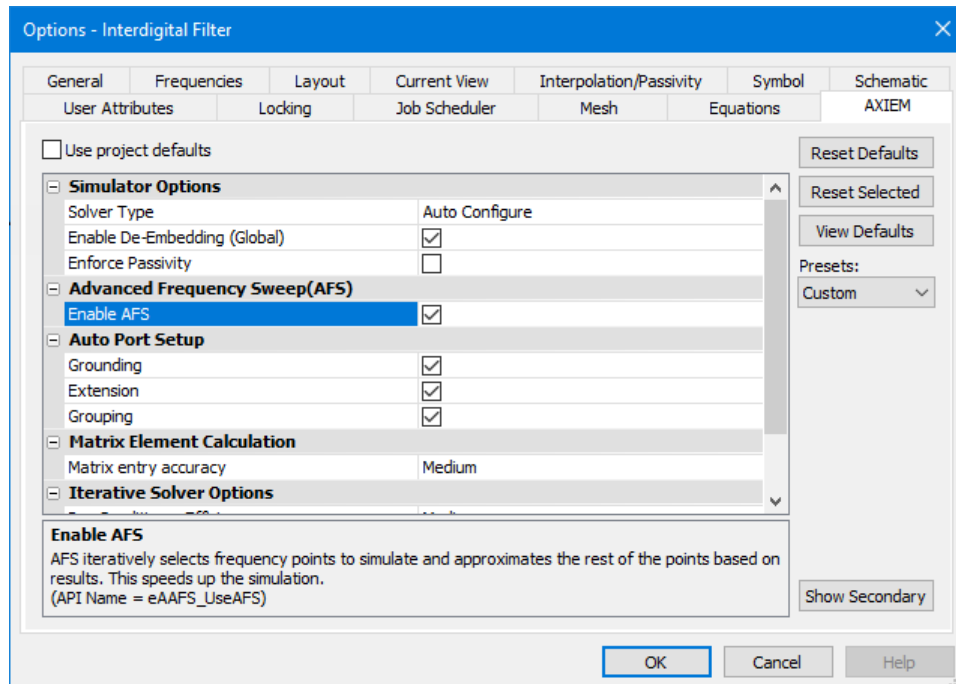 Options - Interdigital Filter
General Frequencies Layout Current View Interpolation/Passivity Symbol Schematic
User Attributes Locking Job Scheduler Mesh Equations AXIEM
Use project defaults
Reset Defaults
Simulator Options
Reset Selected
Solver Type Auto Configure
View Defaults
Enable De-Embedding (Global)
Enforce Passivity
Presets:
Advanced Frequency Sweep(AFS)
Custom
Enable AFS
Auto Port Setup
Grounding
Extension
Grouping
Matrix Element Calculation
Matrix entry accuracy Medium
Iterative Solver Options
Enable AFS
AFS iteratively selects frequency points to simulate and approximates the rest of the points based on
results. This speeds up the simulation.
(API Name = eAAFS_UseAFS)
Show Secondary
OK Cancel Help